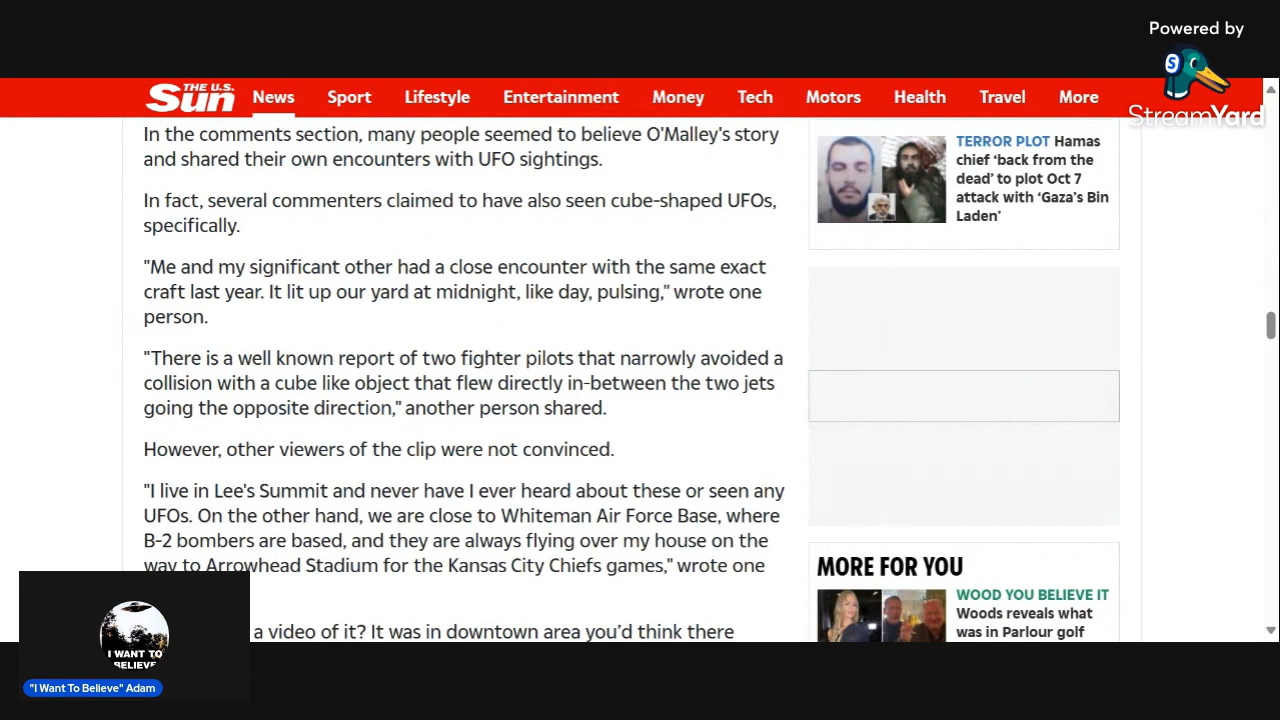 Powered by
StreamYard
THE U.S. Sun
News Sport Lifestyle Entertainment Money Tech Motors Health Travel More
In the comments section, many people seemed to believe O'Malley's story
and shared their own encounters with UFO sightings.
In fact, several commenters claimed to have also seen cube-shaped UFOs,
specifically.
"Me and my significant other had a close encounter with the same exact
craft last year. It lit up our yard at midnight, like day, pulsing," wrote one
person.
"There is a well known report of two fighter pilots that narrowly avoided a
collision with a cube like object that flew directly in-between the two jets
going the opposite direction," another person shared.
However, other viewers of the clip were not convinced.
"I live in Lee's Summit and never have I ever heard about these or seen any
UFOs. On the other hand, we are close to Whiteman Air Force Base, where
B-2 bombers are based, and they are always flying over my house on the
way to Arrowhead Stadium for the Kansas City Chiefs games," wrote one
a video of it? It was in downtown area you'd think there
TERROR PLOT Hamas
chief 'back from the
dead' to plot Oct 7
attack with 'Gaza's Bin
Laden'
MORE FOR YOU
WOOD YOU BELIEVE IT
Woods reveals what
was in Parlour golf
I WANT TO
BELIEVE
"I Want To Believe" Adam